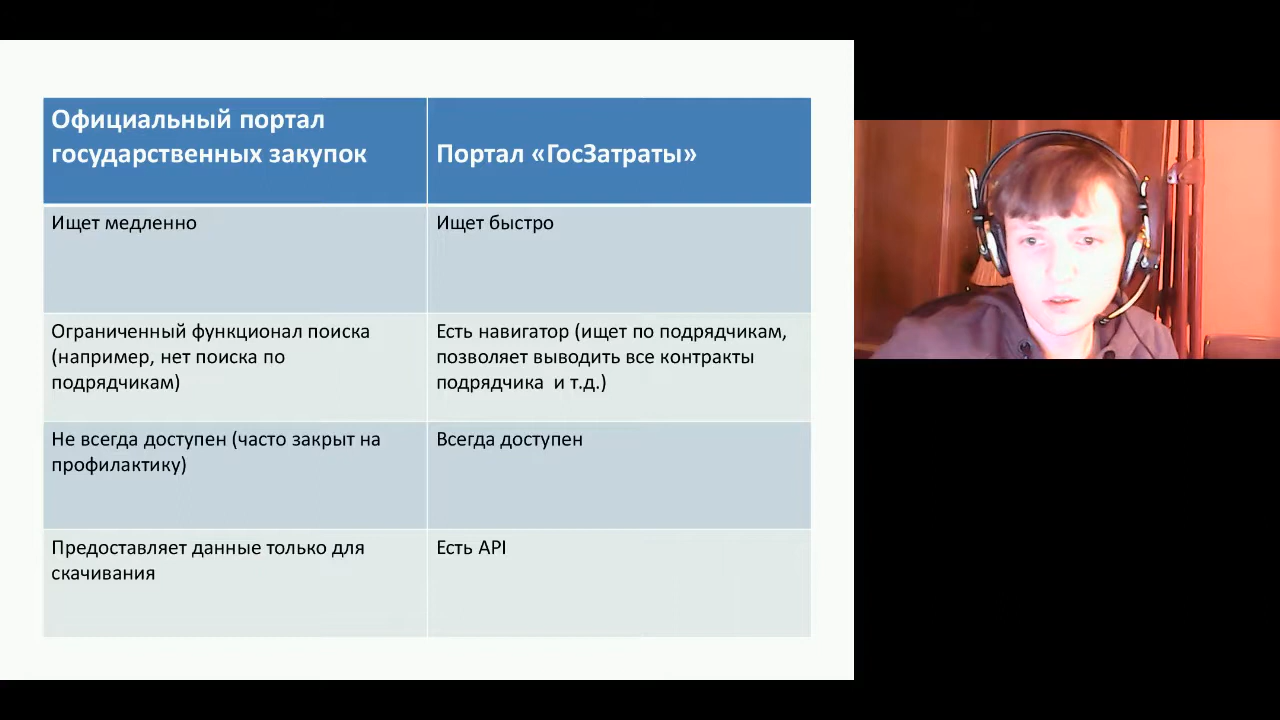 Официальный портал
государственных закупок
Портал «ГосЗатраты»
Ищет медленно
Ищет быстро
Ограниченный функционал поиска
(например, нет поиска по
подрядчикам)
Есть навигатор (ищет по подрядчикам,
позволяет выводить все контракты
подрядчика  и т.д.)
Не всегда доступен (часто закрыт на
профилактику)
Всегда доступен
Предоставляет данные только для
скачивания
Есть API